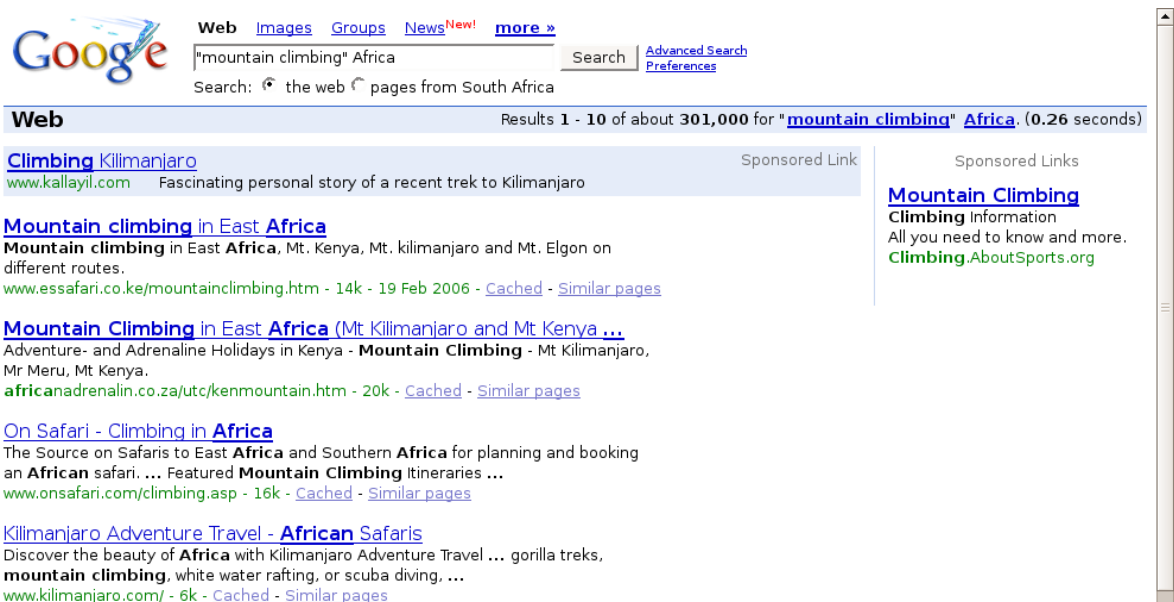 Google
Web Images Groups News New! more »
"mountain climbing" Africa Search Advanced Search
Preferences
Search: the web pages from South Africa
Web Results 1 - 10 of about 301,000 for "mountain climbing" Africa. (0.26 seconds)
Climbing Kilimanjaro Sponsored Link
www.kallayil.com Fascinating personal story of a recent trek to Kilimanjaro
Mountain climbing in East Africa
Mountain climbing in East Africa, Mt. Kenya, Mt. kilimanjaro and Mt. Elgon on
different routes.
www.essafari.co.ke/mountainclimbing.htm - 14k - 19 Feb 2006 - Cached - Similar pages
Mountain Climbing in East Africa (Mt Kilimanjaro and Mt Kenya ...
Adventure- and Adrenaline Holidays in Kenya - Mountain Climbing - Mt Kilimanjaro,
Mr Meru, Mt Kenya.
africanadrenalin.co.za/utc/kenmountain.htm - 20k - Cached - Similar pages
On Safari - Climbing in Africa
The Source on Safaris to East Africa and Southern Africa for planning and booking
an African safari. ... Featured Mountain Climbing Itineraries ...
www.onsafari.com/climbing.asp - 16k - Cached - Similar pages
Kilimanjaro Adventure Travel - African Safaris
Discover the beauty of Africa with Kilimanjaro Adventure Travel ... gorilla treks,
mountain climbing, white water rafting, or scuba diving, ...
www.kilimanjaro.com/ - 6k - Cached - Similar pages
Sponsored Links
Mountain Climbing
Climbing Information
All you need to know and more.
Climbing.AboutSports.org